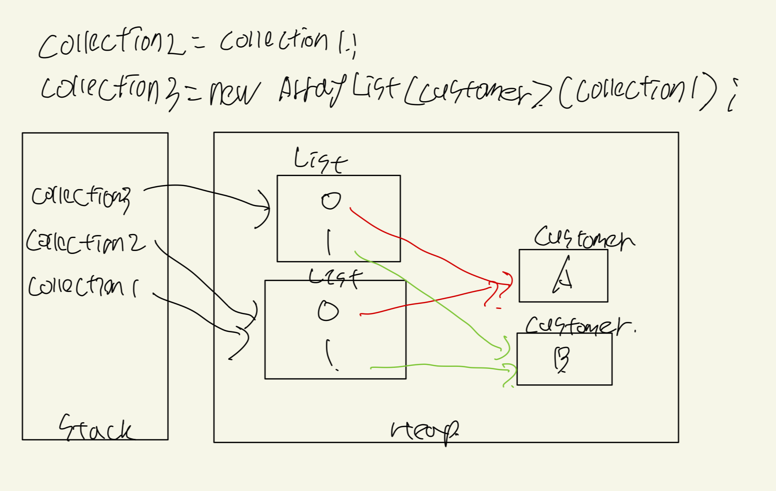 collection2 = collection1;
collection3 = new ArrayList<customer>(collection1);
List
collection3
0
Customer
Collection2
1
A
List
Collection1
0
Customer.
1
B
Stack
Heap